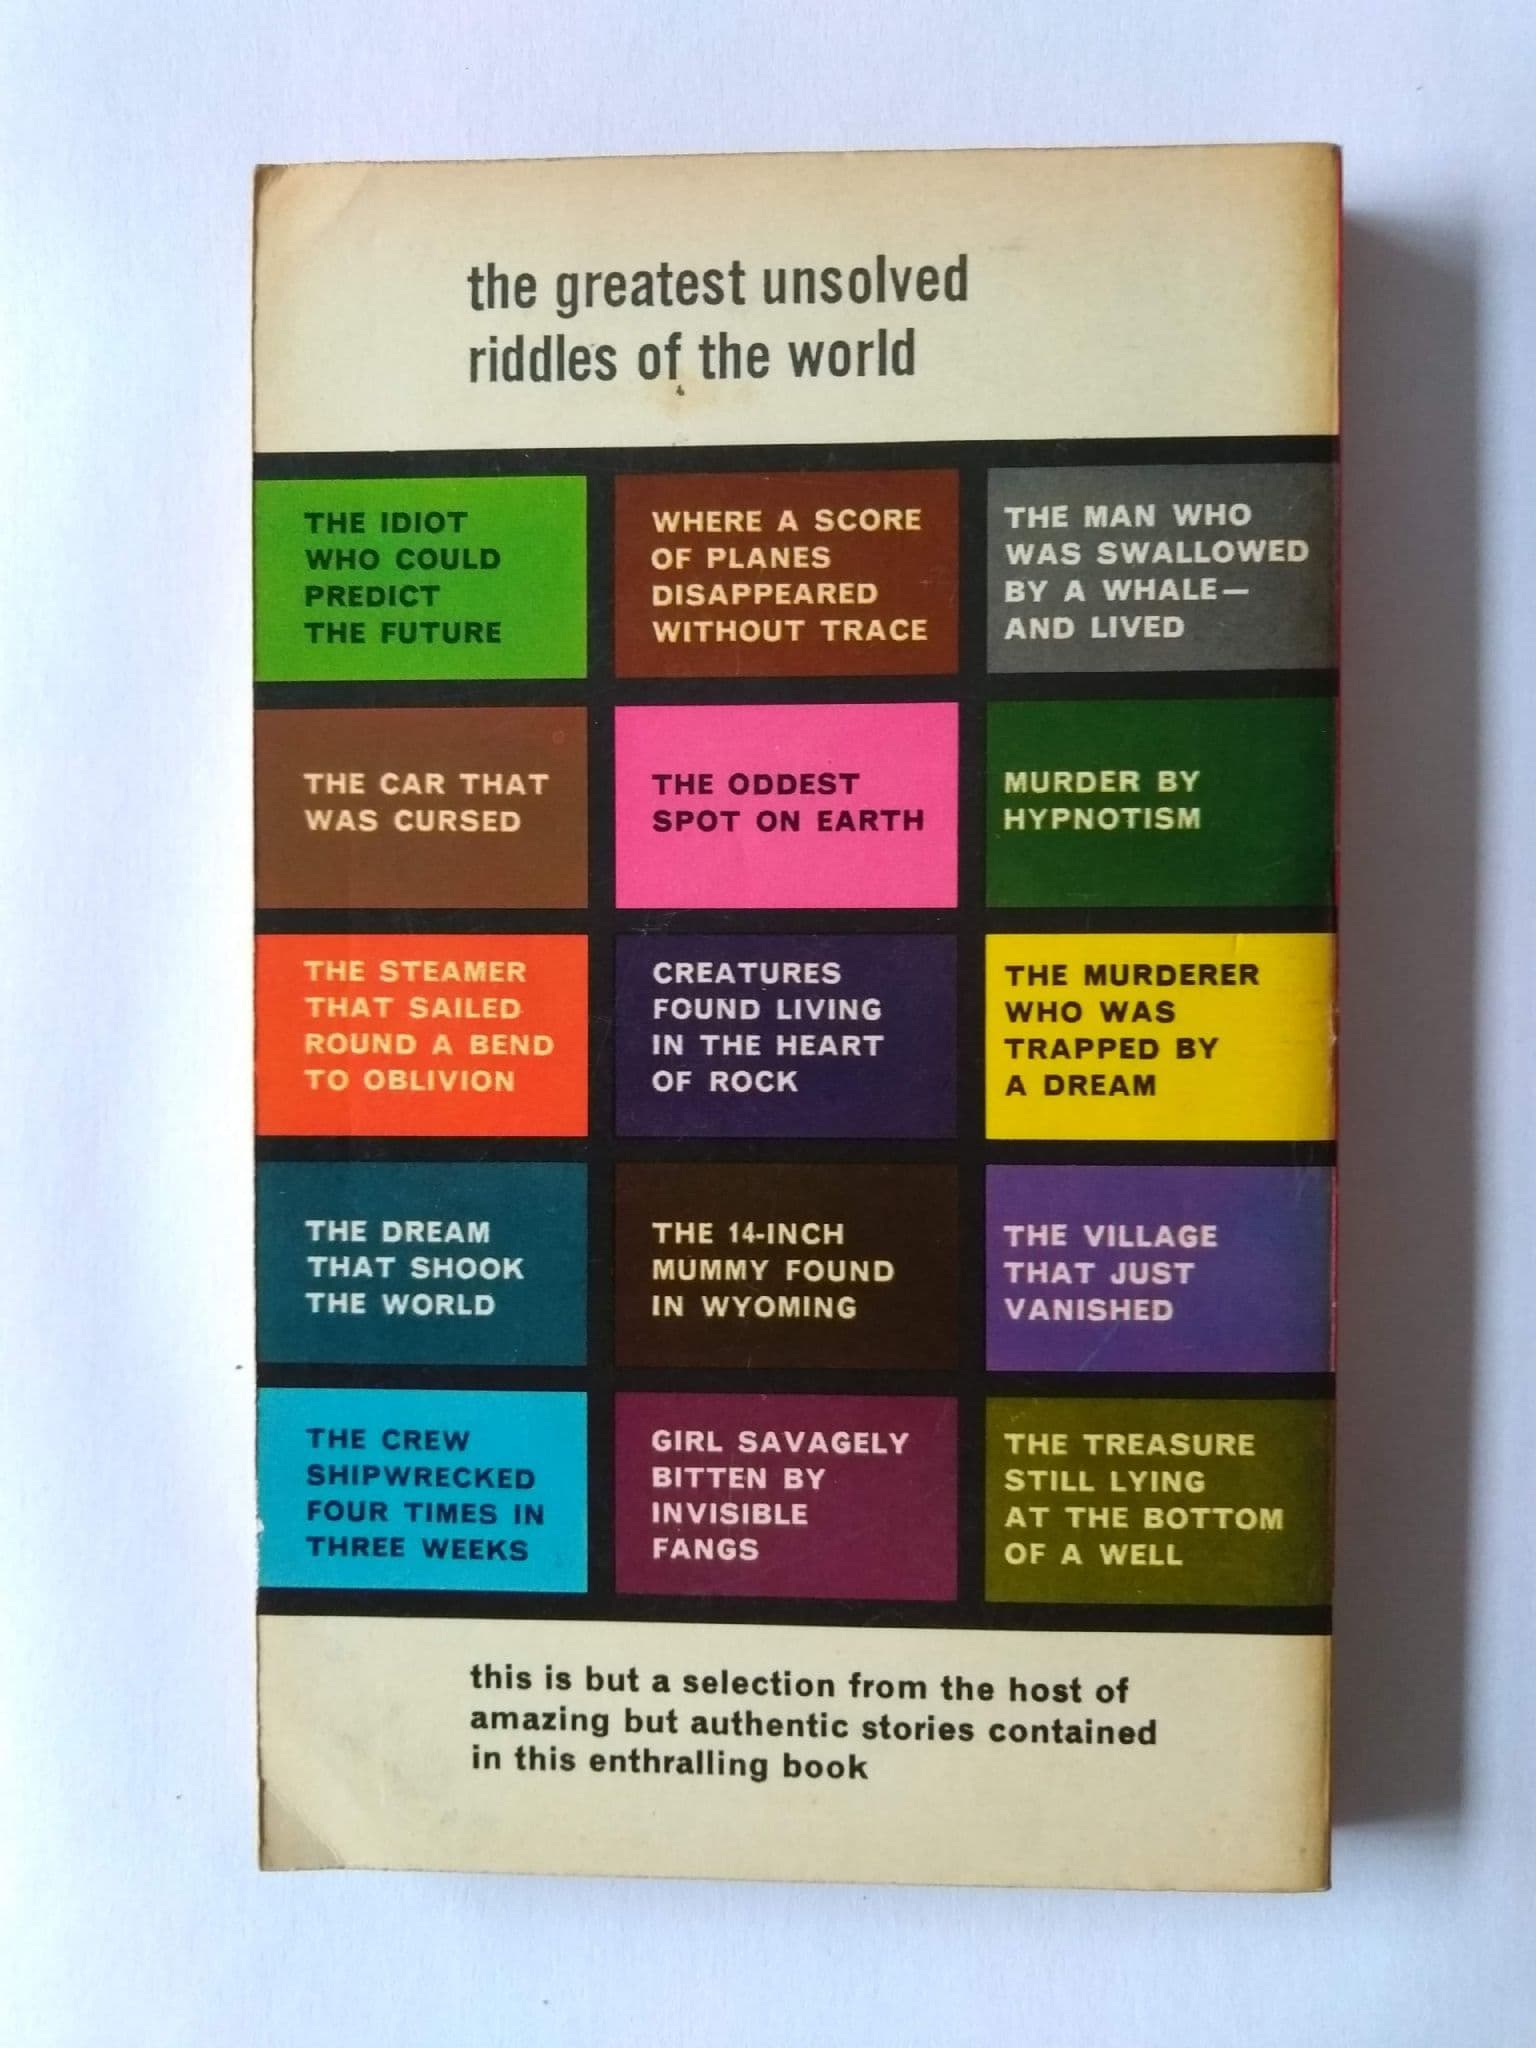 the greatest unsolved
riddles of the world
THE IDIOT
WHO COULD
PREDICT
THE FUTURE
WHERE A SCORE
OF PLANES
DISAPPEARED
WITHOUT TRACE
THE MAN WHO
WAS SWALLOWED
BY A WHALE—
AND LIVED
THE CAR THAT
WAS CURSED
THE ODDEST
SPOT ON EARTH
MURDER BY
HYPNOTISM
THE STEAMER
THAT SAILED
ROUND A BEND
TO OBLIVION
CREATURES
FOUND LIVING
IN THE HEART
OF ROCK
THE MURDERER
WHO WAS
TRAPPED BY
A DREAM
THE DREAM
THAT SHOOK
THE WORLD
THE 14-INCH
MUMMY FOUND
IN WYOMING
THE VILLAGE
THAT JUST
VANISHED
THE CREW
SHIPWRECKED
FOUR TIMES IN
THREE WEEKS
GIRL SAVAGELY
BITTEN BY
INVISIBLE
FANGS
THE TREASURE
STILL LYING
AT THE BOTTOM
OF A WELL
this is but a selection from the host of
amazing but authentic stories contained
in this enthralling book